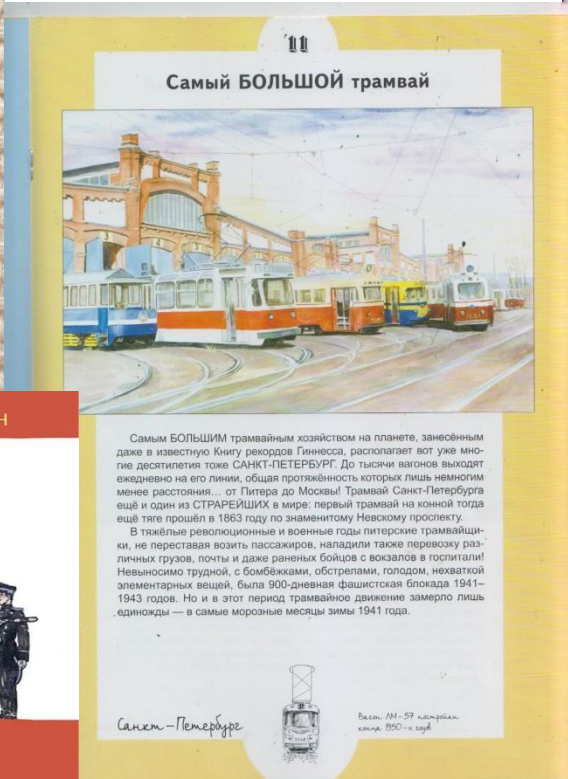 11
Самый БОЛЬШОЙ трамвай
Самым БОЛЬШИМ трамвайным хозяйством на планете, занесённым
даже в известную Книгу рекордов Гиннесса, располагает вот уже мно-
гие десятилетия тоже САНКТ-ПЕТЕРБУРГ. До тысячи вагонов выходят
ежедневно на его линии, общая протяжённость которых лишь немногим
менее расстояния... от Питера до Москвы! Трамвай Санкт-Петербурга
ещё и один из СТРАРЕЙШИХ в мире: первый трамвай на конной тогда
ещё тяге прошёл в 1863 году по знаменитому Невскому проспекту.
В тяжёлые революционные и военные годы питерские трамвайщи-
ки, не переставая возить пассажиров, наладили также перевозку раз-
личных грузов, почты и даже раненых бойцов с вокзалов в госпитали!
Невыносимо трудной, с бомбёжками, обстрелами, голодом, нехваткой
элементарных вещей, была 900-дневная фашистская блокада 1941–
1943 годов. Но и в этот период трамвайное движение замерло лишь
единожды — в самые морозные месяцы зимы 1941 года.
Санкт-Петербург
Вагон ЛМ-57 постройки
конца 1950-х годов
Н